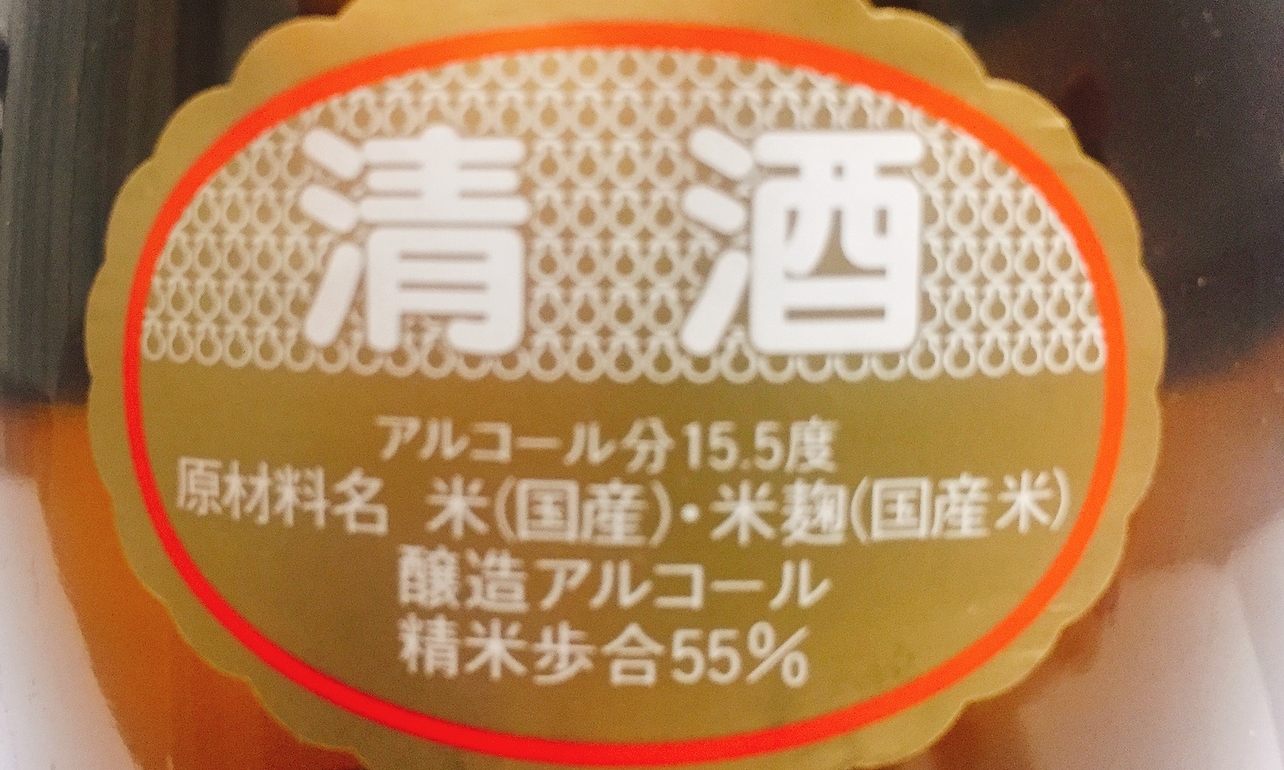 清 酒
アルコール分15.5度
原材料名 米(国産)・米麹(国産米)
醸造アルコール
精米歩合55%